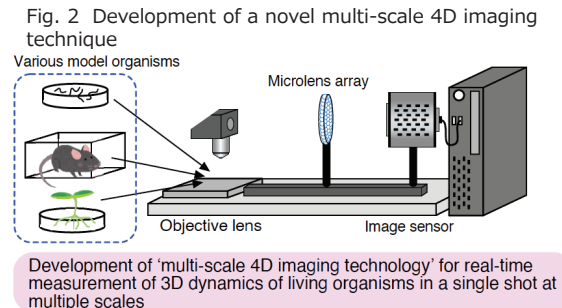 Fig. 2  Development of a novel multi-scale 4D imaging
technique
Various model organisms
Microlens array
Objective lens
Image sensor
Development of ‘multi-scale 4D imaging technology’ for real-time
measurement of 3D dynamics of living organisms in a single shot at
multiple scales